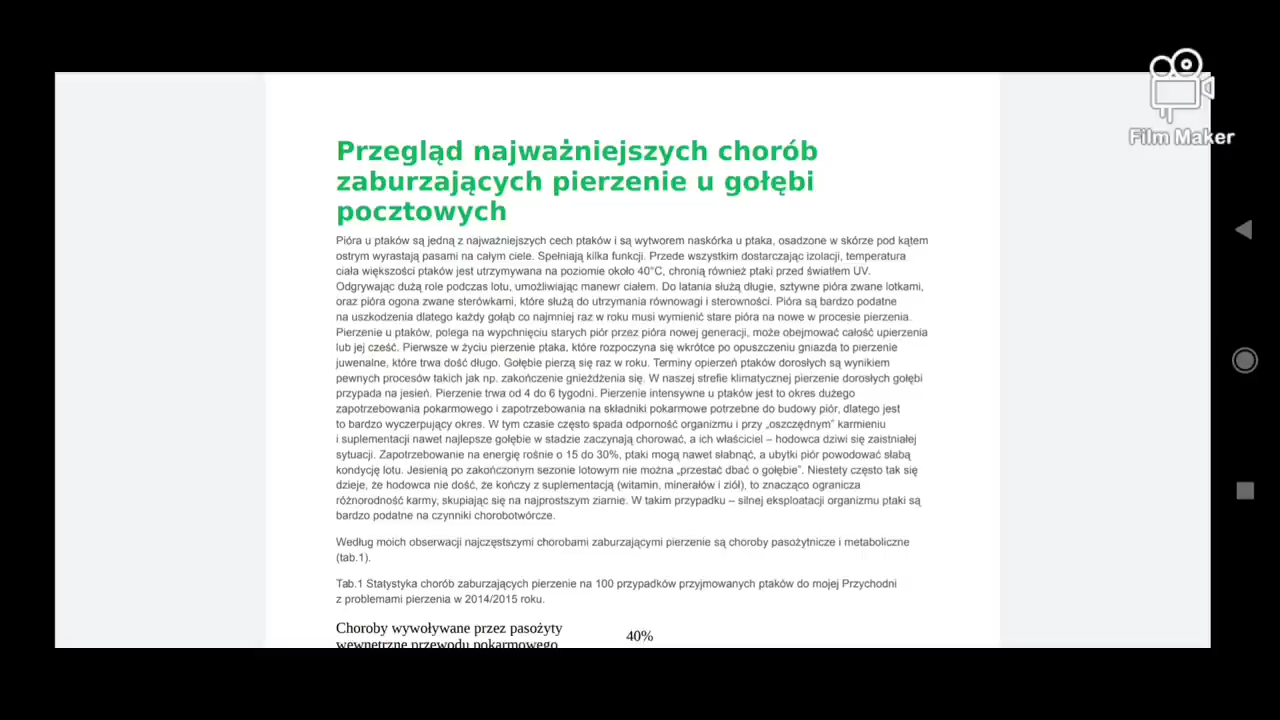 Film Maker
Przegląd najważniejszych chorób
zaburzających pierzenie u gołębi
pocztowych
Pióra u ptaków są jedną z najważniejszych cech ptaków i są wytworem naskórka u ptaka, osadzone w skórze pod kątem
ostrym wyrastają pasami na całym ciele. Spełniają kilka funkcji. Przede wszystkim dostarczając izolacji, temperatura
ciała większości ptaków jest utrzymywana na poziomie około 40°C, chronią również ptaki przed światłem UV.
Odgrywając dużą role podczas lotu, umożliwiając manewr ciałem. Do latania służą długie, sztywne pióra zwane lotkami,
oraz pióra ogona zwane sterówkami, które służą do utrzymania równowagi i sterowności. Pióra są bardzo podatne
na uszkodzenia dlatego każdy gołąb co najmniej raz w roku musi wymienić stare pióra na nowe w procesie pierzenia.
Pierzenie u ptaków, polega na wypchnięciu starych piór przez pióra nowej generacji, może obejmować całość upierzenia
lub jej cześć. Pierwsze w życiu pierzenie ptaka, które rozpoczyna się wkrótce po opuszczeniu gniazda to pierzenie
juwenalne, które trwa dość długo. Gołębie pierzą się raz w roku. Terminy opierzeń ptaków dorosłych są wynikiem
pewnych procesów takich jak np. zakończenie gnieżdżenia się. W naszej strefie klimatycznej pierzenie dorosłych gołębi
przypada na jesień. Pierzenie trwa od 4 do 6 tygodni. Pierzenie intensywne u ptaków jest to okres dużego
zapotrzebowania pokarmowego i zapotrzebowania na składniki pokarmowe potrzebne do budowy piór, dlatego jest
to bardzo wyczerpujący okres. W tym czasie często spada odporność organizmu i przy „oszczędnym” karmieniu
i suplementacji nawet najlepsze gołębie w stadzie zaczynają chorować, a ich właściciel – hodowca dziwi się zaistniałej
sytuacji. Zapotrzebowanie na energię rośnie o 15 do 30%, ptaki mogą nawet słabnąć, a ubytki piór powodować słabą
kondycję lotu. Jesienią po zakończonym sezonie lotowym nie można „przestać dbać o gołębie”. Niestety często tak się
dzieje, że hodowca nie dość, że kończy z suplementacją (witamin, minerałów i ziół), to znacząco ogranicza
różnorodność karmy, skupiając się na najprostszym ziarnie. W takim przypadku – silnej eksploatacji organizmu ptaki są
bardzo podatne na czynniki chorobotwórcze.
Według moich obserwacji najczęstszymi chorobami zaburzającymi pierzenie są choroby pasożytnicze i metaboliczne
(tab.1).
Tab.1 Statystyka chorób zaburzających pierzenie na 100 przypadków przyjmowanych ptaków do mojej Przychodni
z problemami pierzenia w 2014/2015 roku.
Choroby wywoływane przez pasożyty
40%
wewnętrzne przewodu pokarmowego